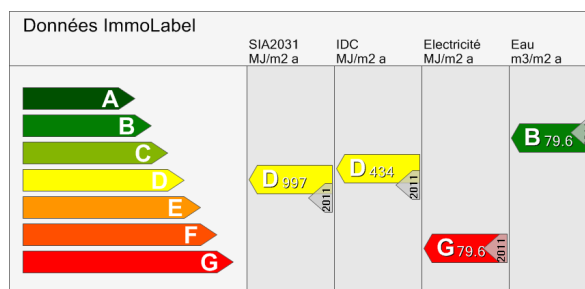 Données ImmoLabel
SIA2031 IDC Electricité Eau
MJ/m2 a MJ/m2 a MJ/m2 a m3/m2 a
A
B
B 79.6
C
D
D 997
2011
D 434
2011
E
F
G
G 79.6
2011